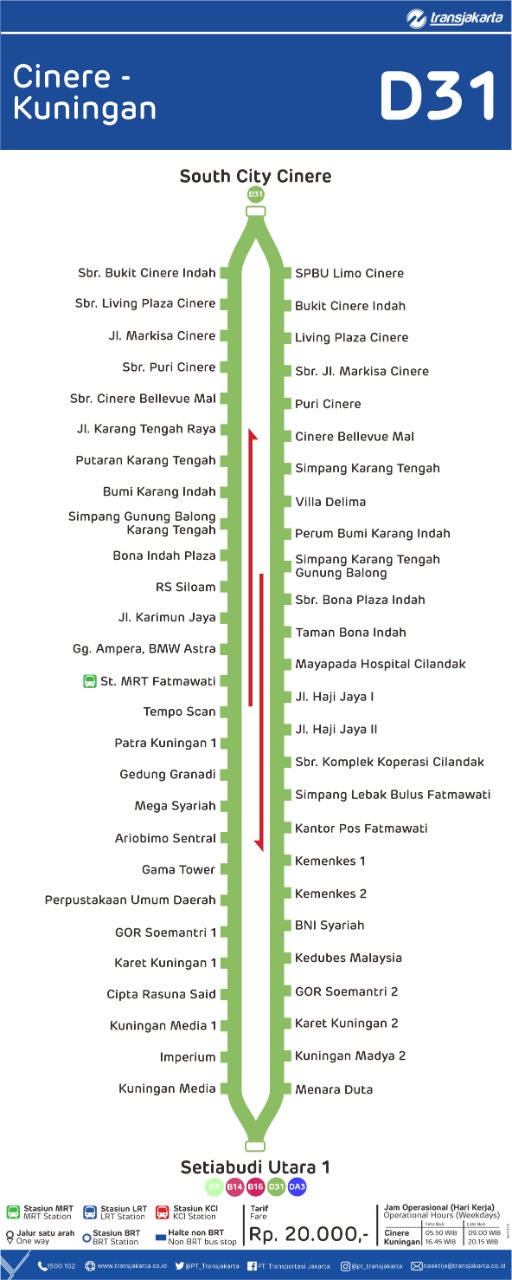 transjakarta
Cinere -
Kuningan
D31
South City Cinere
D31
Sbr. Bukit Cinere Indah
Sbr. Living Plaza Cinere
Jl. Markisa Cinere
Sbr. Puri Cinere
Sbr. Cinere Bellevue Mal
Jl. Karang Tengah Raya
Putaran Karang Tengah
Bumi Karang Indah
Simpang Gunung Balong
Karang Tengah
Bona Indah Plaza
RS Siloam
Jl. Karimun Jaya
Gg. Ampera, BMW Astra
St. MRT Fatmawati
Tempo Scan
Patra Kuningan 1
Gedung Granadi
Mega Syariah
Ariobimo Sentral
Gama Tower
Perpustakaan Umum Daerah
GOR Soemantri 1
Karet Kuningan 1
Cipta Rasuna Said
Kuningan Media 1
Imperium
Kuningan Media
SPBU Limo Cinere
Bukit Cinere Indah
Living Plaza Cinere
Sbr. Jl. Markisa Cinere
Puri Cinere
Cinere Bellevue Mal
Simpang Karang Tengah
Villa Delima
Perum Bumi Karang Indah
Simpang Karang Tengah
Gunung Balong
Sbr. Bona Plaza Indah
Taman Bona Indah
Mayapada Hospital Cilandak
Jl. Haji Jaya I
Jl. Haji Jaya II
Sbr. Komplek Koperasi Cilandak
Simpang Lebak Bulus Fatmawati
Kantor Pos Fatmawati
Kemenkes 1
Kemenkes 2
BNI Syariah
Kedubes Malaysia
GOR Soemantri 2
Karet Kuningan 2
Kuningan Madya 2
Menara Duta
Setiabudi Utara 1
B14 B16 D31 DA3
Stasiun MRT
MRT Station
Stasiun LRT
LRT Station
Stasiun KCI
KCI Station
Jalur satu arah
One way
Stasiun BRT
BRT Station
Halte non BRT
Non BRT bus stop
Tarif
Fare
Rp. 20.000,-
Jam Operasional (Hari Kerja)
Operational Hours (Weekdays)
First Bus Last Bus
Cinere 05.50 WIB 09.00 WIB
Kuningan 16.45 WIB 20.15 WIB
1500 102
www.transjakarta.co.id
@PT_Transjakarta
PT Transportasi Jakarta
@pt_transjakarta
naektije@transjakarta.co.id